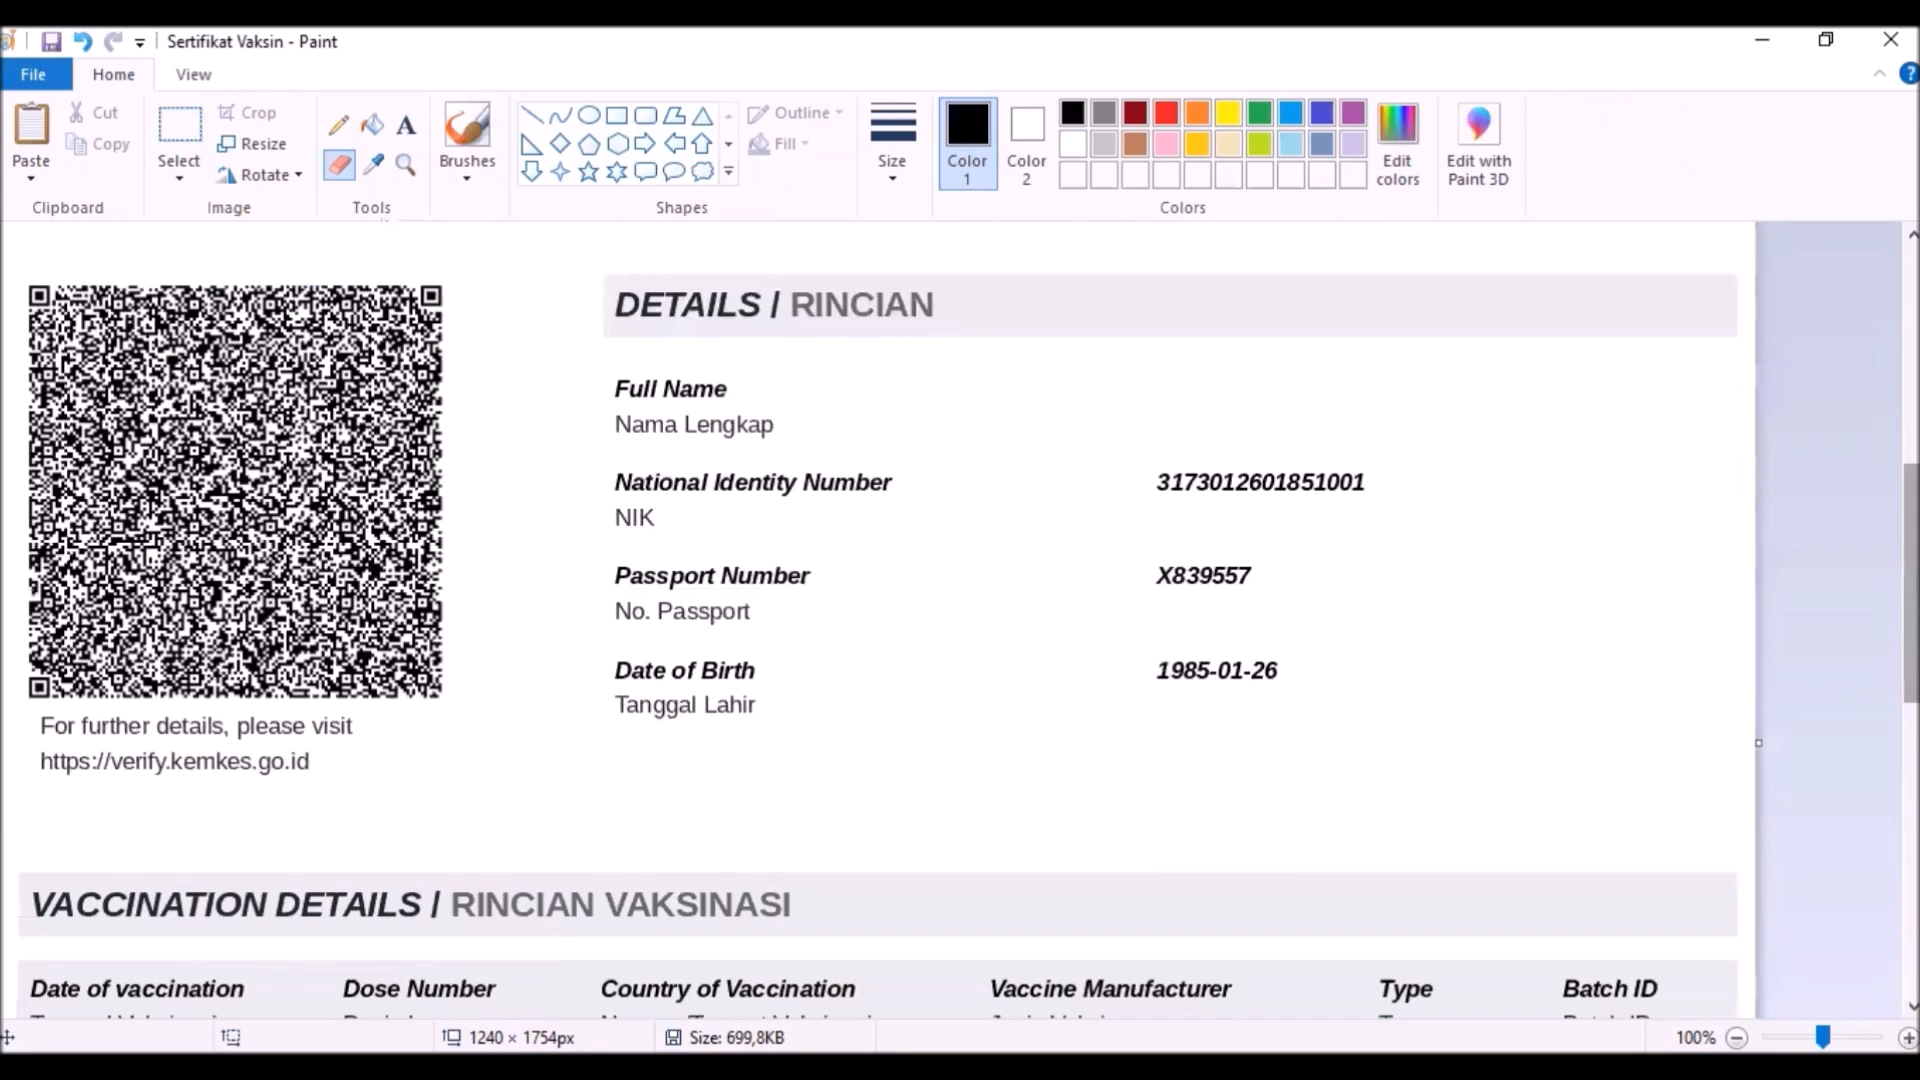 Sertifikat Vaksin - Paint
File Home View
Paste
Cut
Copy
Clipboard
Select
Crop
Resize
Rotate
Image
A
Tools
Brushes
Shapes
Outline
Fill
Size
Color
1
Color
2
Edit
colors
Colors
Edit with
Paint 3D
?
For further details, please visit
https://verify.kemkes.go.id
DETAILS / RINCIAN
Full Name
Nama Lengkap
National Identity Number 3173012601851001
NIK
Passport Number X839557
No. Passport
Date of Birth 1985-01-26
Tanggal Lahir
VACCINATION DETAILS / RINCIAN VAKSINASI
Date of vaccination Dose Number Country of Vaccination Vaccine Manufacturer Type Batch ID
1240 × 1754px Size: 699,8KB 100%